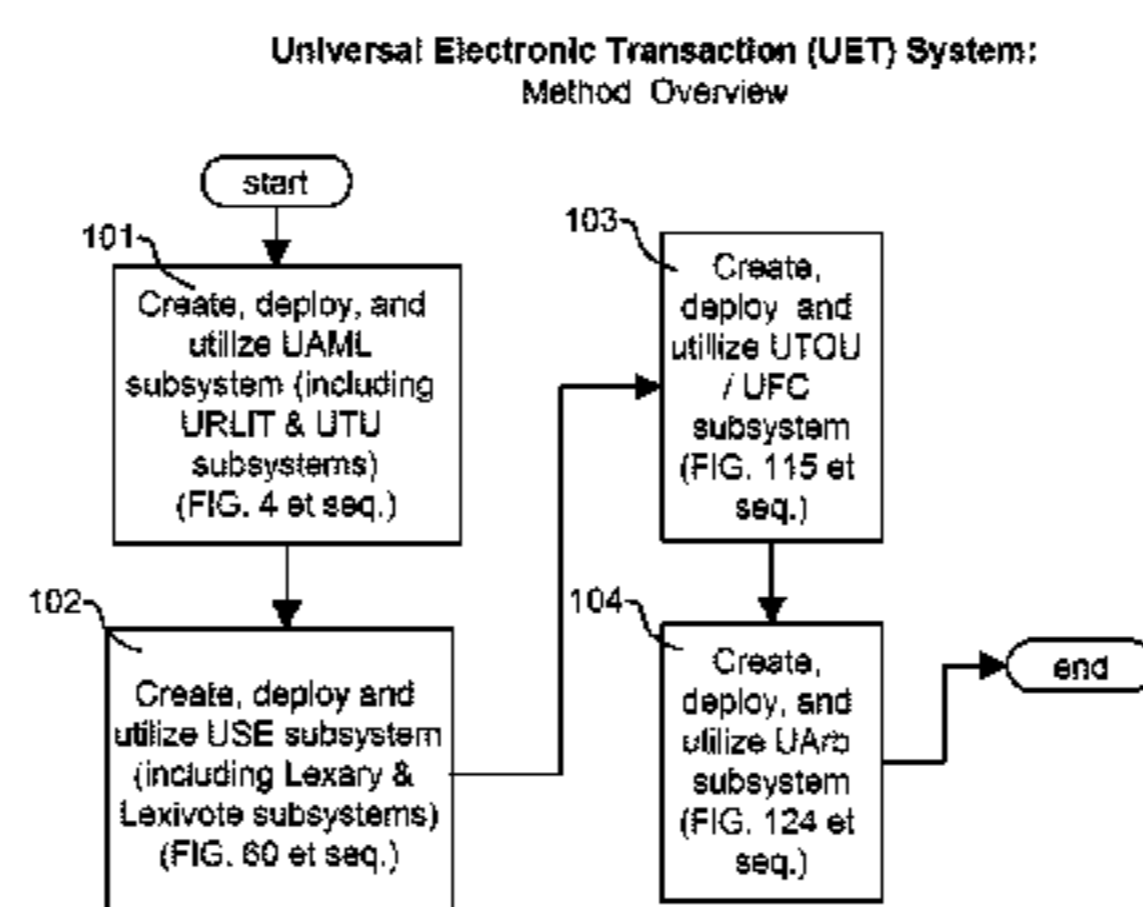 Universal Electronic Transaction (UET) System:
Method Overview
start
101
Create, deploy, and
utilize UAML
subsystem (including
URLIT & UTU
subsystems)
(FIG. 4 et seq.)
102
Create, deploy and
utilize USE subsystem
(including Lexary &
Lexivote subsystems)
(FIG. 60 et seq.)
103
Create,
deploy and
utillize UTOU
/ UFC
subsystem
(FIG. 115 et
seq.)
104
Create,
deploy, and
utilize UArb
subsystem
(FIG. 124 et
seq.)
end